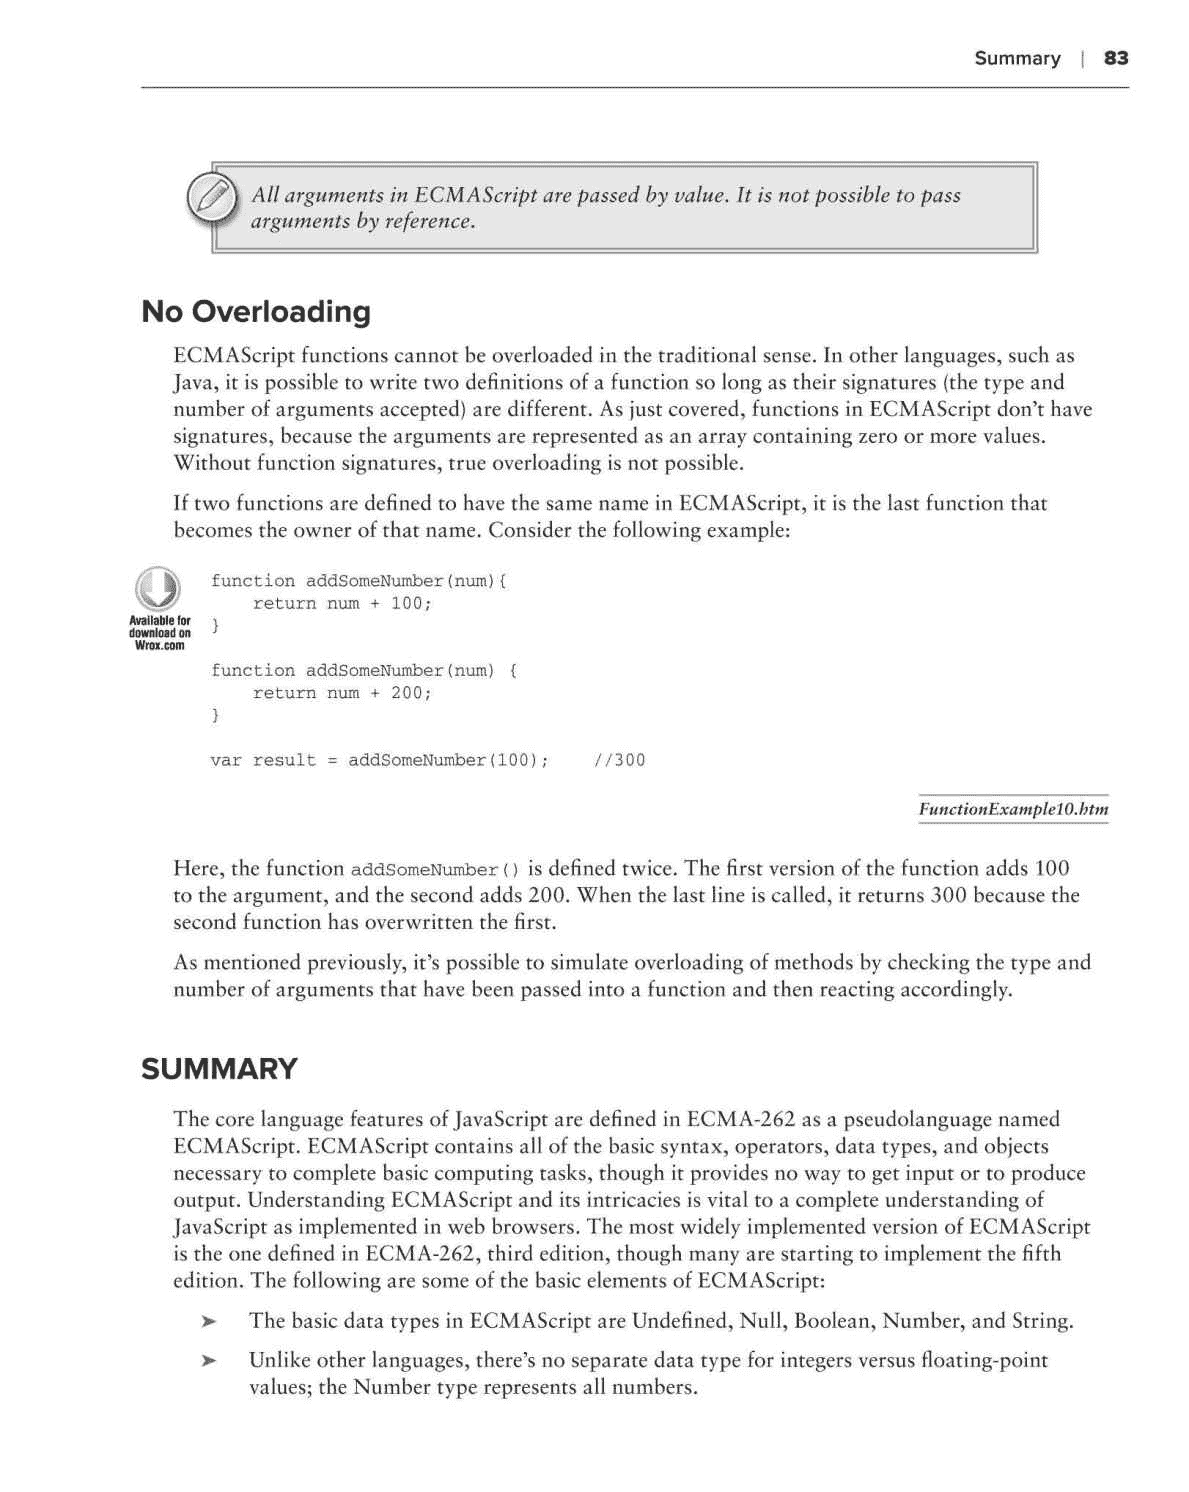 Summary | 83
All arguments in ECMAScript are passed by value. It is not possible to pass
arguments by reference.
No Overloading
ECMAScript functions cannot be overloaded in the traditional sense. In other languages, such as
Java, it is possible to write two definitions of a function so long as their signatures (the type and
number of arguments accepted) are different. As just covered, functions in ECMAScript don’t have
signatures, because the arguments are represented as an array containing zero or more values.
Without function signatures, true overloading is not possible.
If two functions are defined to have the same name in ECMAScript, it is the last function that
becomes the owner of that name. Consider the following example:
Available for
download on
Wrox.com
function addSomeNumber(num){
    return num + 100;
}
function addSomeNumber(num) {
    return num + 200;
}
var result = addSomeNumber(100);    //300
FunctionExample10.htm
Here, the function addSomeNumber() is defined twice. The first version of the function adds 100
to the argument, and the second adds 200. When the last line is called, it returns 300 because the
second function has overwritten the first.
As mentioned previously, it’s possible to simulate overloading of methods by checking the type and
number of arguments that have been passed into a function and then reacting accordingly.
SUMMARY
The core language features of JavaScript are defined in ECMA-262 as a pseudolanguage named
ECMAScript. ECMAScript contains all of the basic syntax, operators, data types, and objects
necessary to complete basic computing tasks, though it provides no way to get input or to produce
output. Understanding ECMAScript and its intricacies is vital to a complete understanding of
JavaScript as implemented in web browsers. The most widely implemented version of ECMAScript
is the one defined in ECMA-262, third edition, though many are starting to implement the fifth
edition. The following are some of the basic elements of ECMAScript:
➤ The basic data types in ECMAScript are Undefined, Null, Boolean, Number, and String.
➤ Unlike other languages, there’s no separate data type for integers versus floating-point
values; the Number type represents all numbers.